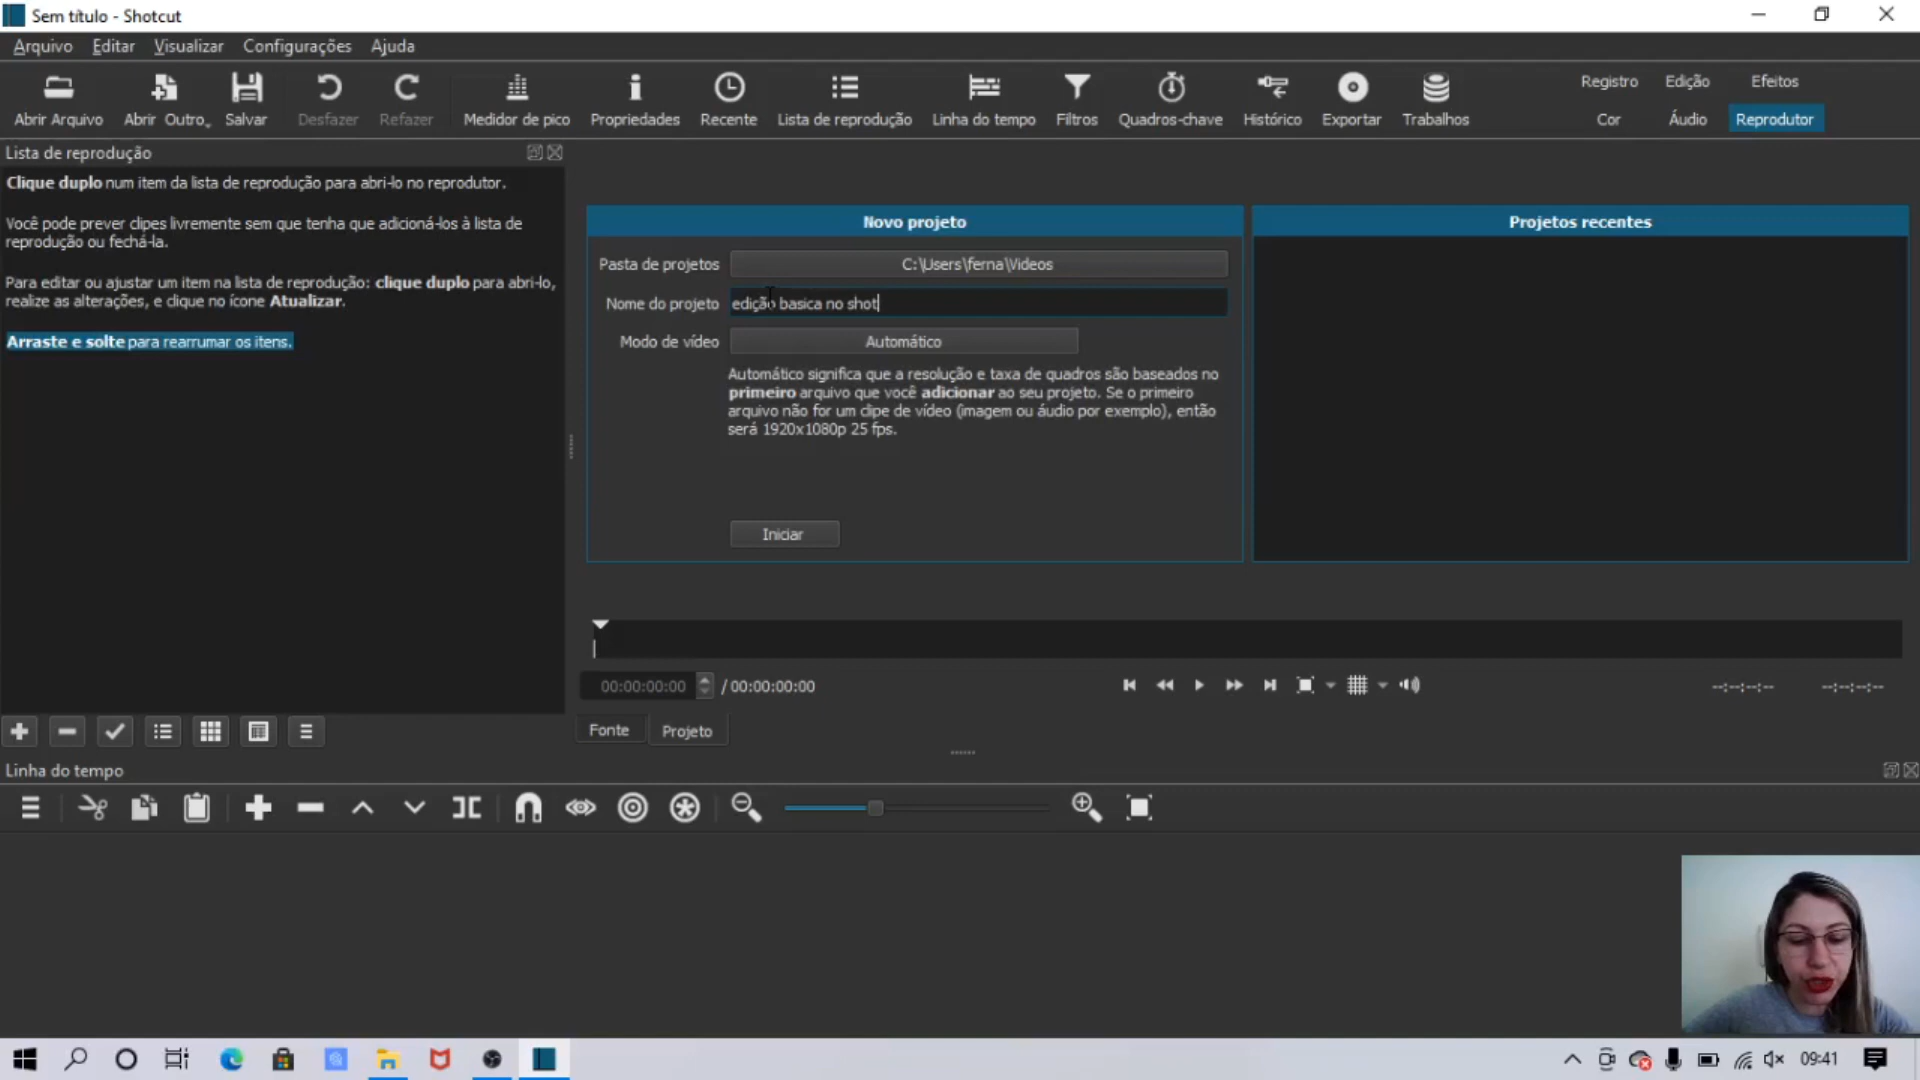 Sem título - Shotcut
Arquivo Editar Visualizar Configurações Ajuda
Abrir Arquivo Abrir Outro Salvar Desfazer Refazer Medidor de pico Propriedades Recente Lista de reprodução Linha do tempo Filtros Quadros-chave Histórico Exportar Trabalhos
Registro Edição Efeitos
Cor Áudio Reprodutor
Lista de reprodução
Clique duplo num item da lista de reprodução para abri-lo no reprodutor.
Você pode prever clipes livremente sem que tenha que adicioná-los à lista de
reprodução ou fechá-la.
Para editar ou ajustar um item na lista de reprodução: clique duplo para abri-lo,
realize as alterações, e clique no ícone Atualizar.
Arraste e solte para rearrumar os itens.
Novo projeto
Pasta de projetos C:\Users\ferna\Videos
Nome do projeto edição basica no shot
Modo de vídeo Automático
Automático significa que a resolução e taxa de quadros são baseados no
primeiro arquivo que você adicionar ao seu projeto. Se o primeiro
arquivo não for um clipe de vídeo (imagem ou áudio por exemplo), então
será 1920x1080p 25 fps.
Iniciar
Projetos recentes
00:00:00:00 / 00:00:00:00 --:--:--:-- --:--:--:--
Fonte Projeto
Linha do tempo
09:41